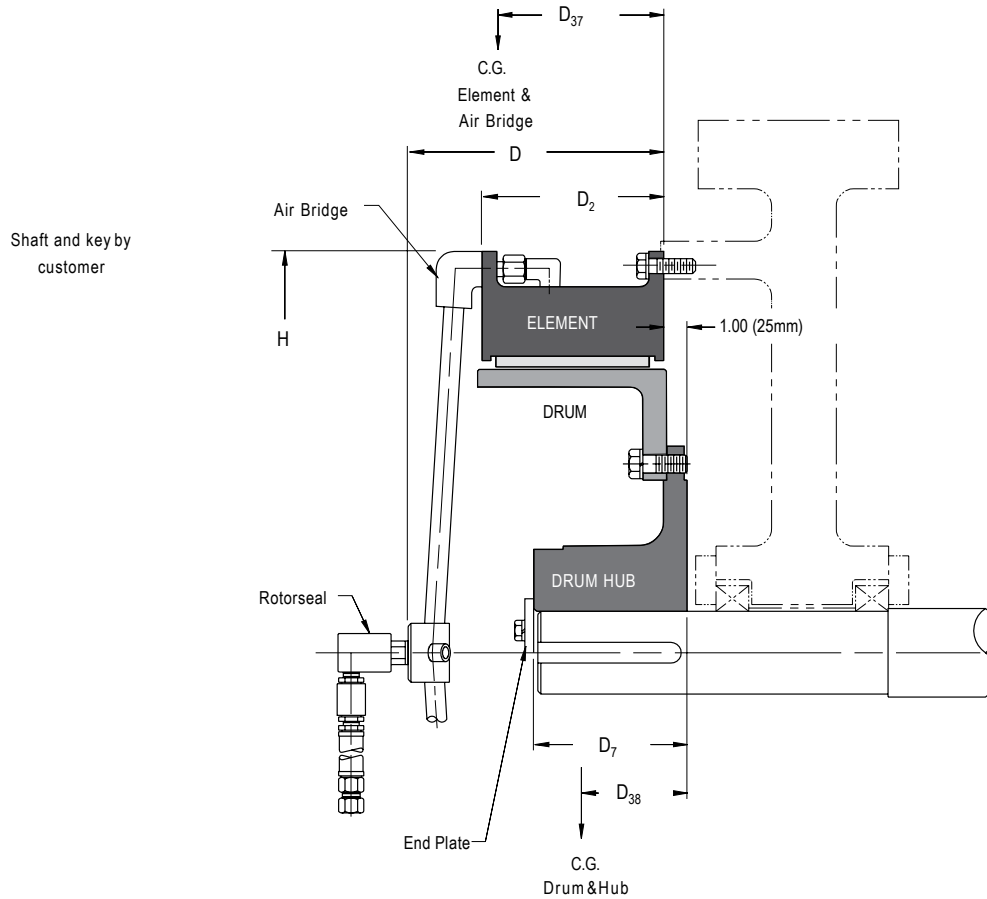 D37
C.G.
Element &
Air Bridge
D
D2
Air Bridge
Shaft and key by
customer
ELEMENT
1.00 (25mm)
H
DRUM
DRUM HUB
Rotorseal
D7
D38
End Plate
C.G.
Drum & Hub